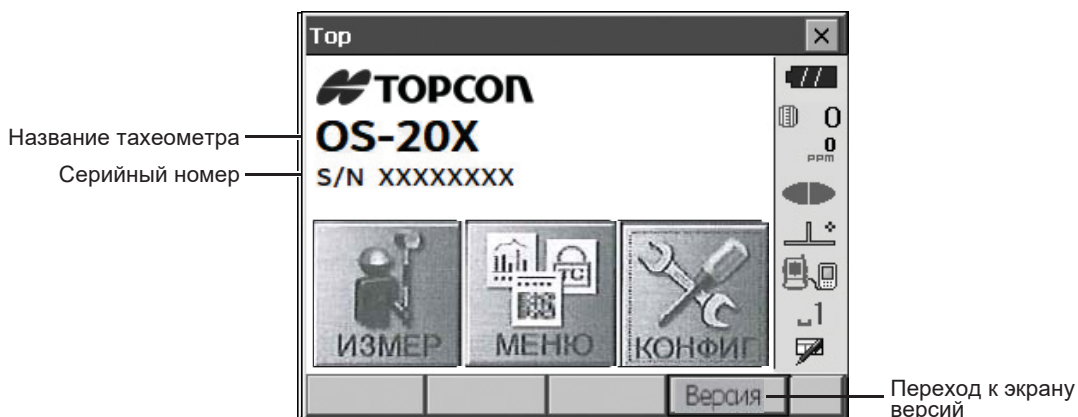 Top
TOPCON
Название тахеометра
OS-20X
Серийный номер
S/N XXXXXXXX
0
0
PPM
TC
ИЗМЕР
МЕНЮ
КОНФИГ
1
Версия
Переход к экрану
версий